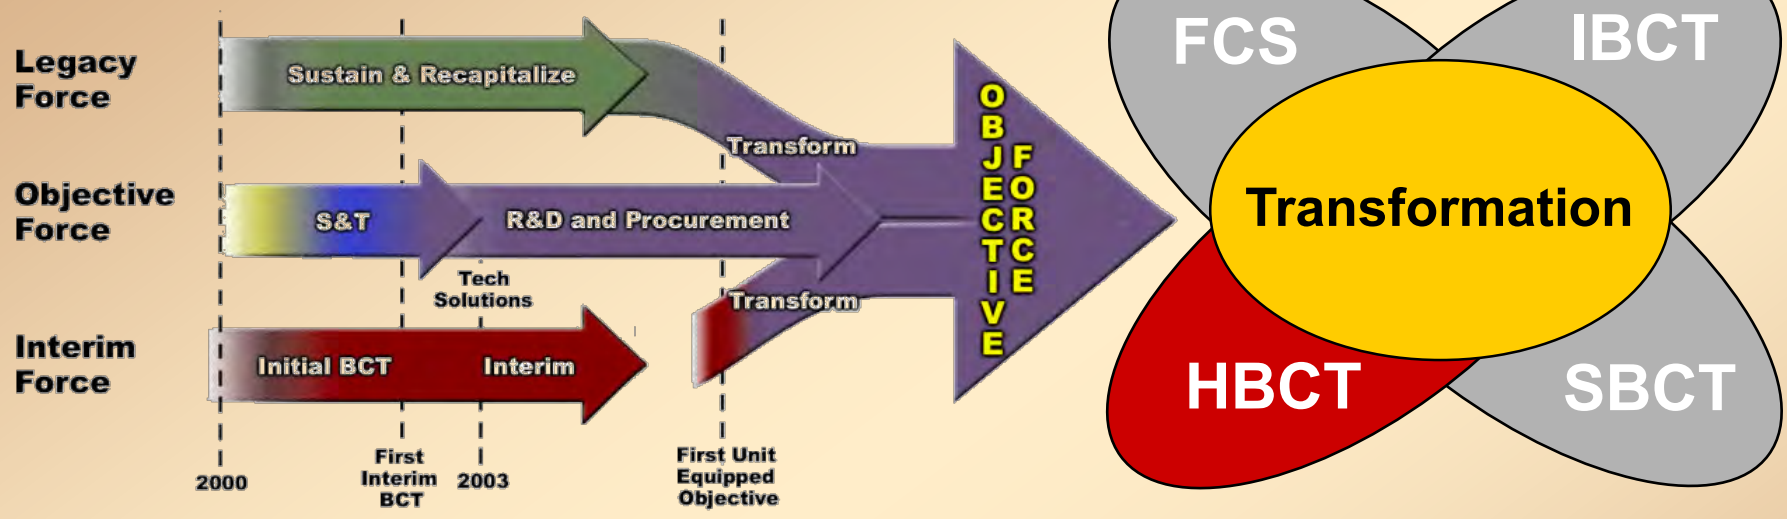 Legacy
Force
Sustain & Recapitalize
Transform
Objective
Force
S&T
R&D and Procurement
Tech
Solutions
Transform
Interim
Force
Initial BCT
Interim
2000
First
Interim
BCT
2003
First Unit
Equipped
Objective
OBJECTIVE
FORCE
FCS
IBCT
Transformation
HBCT
SBCT